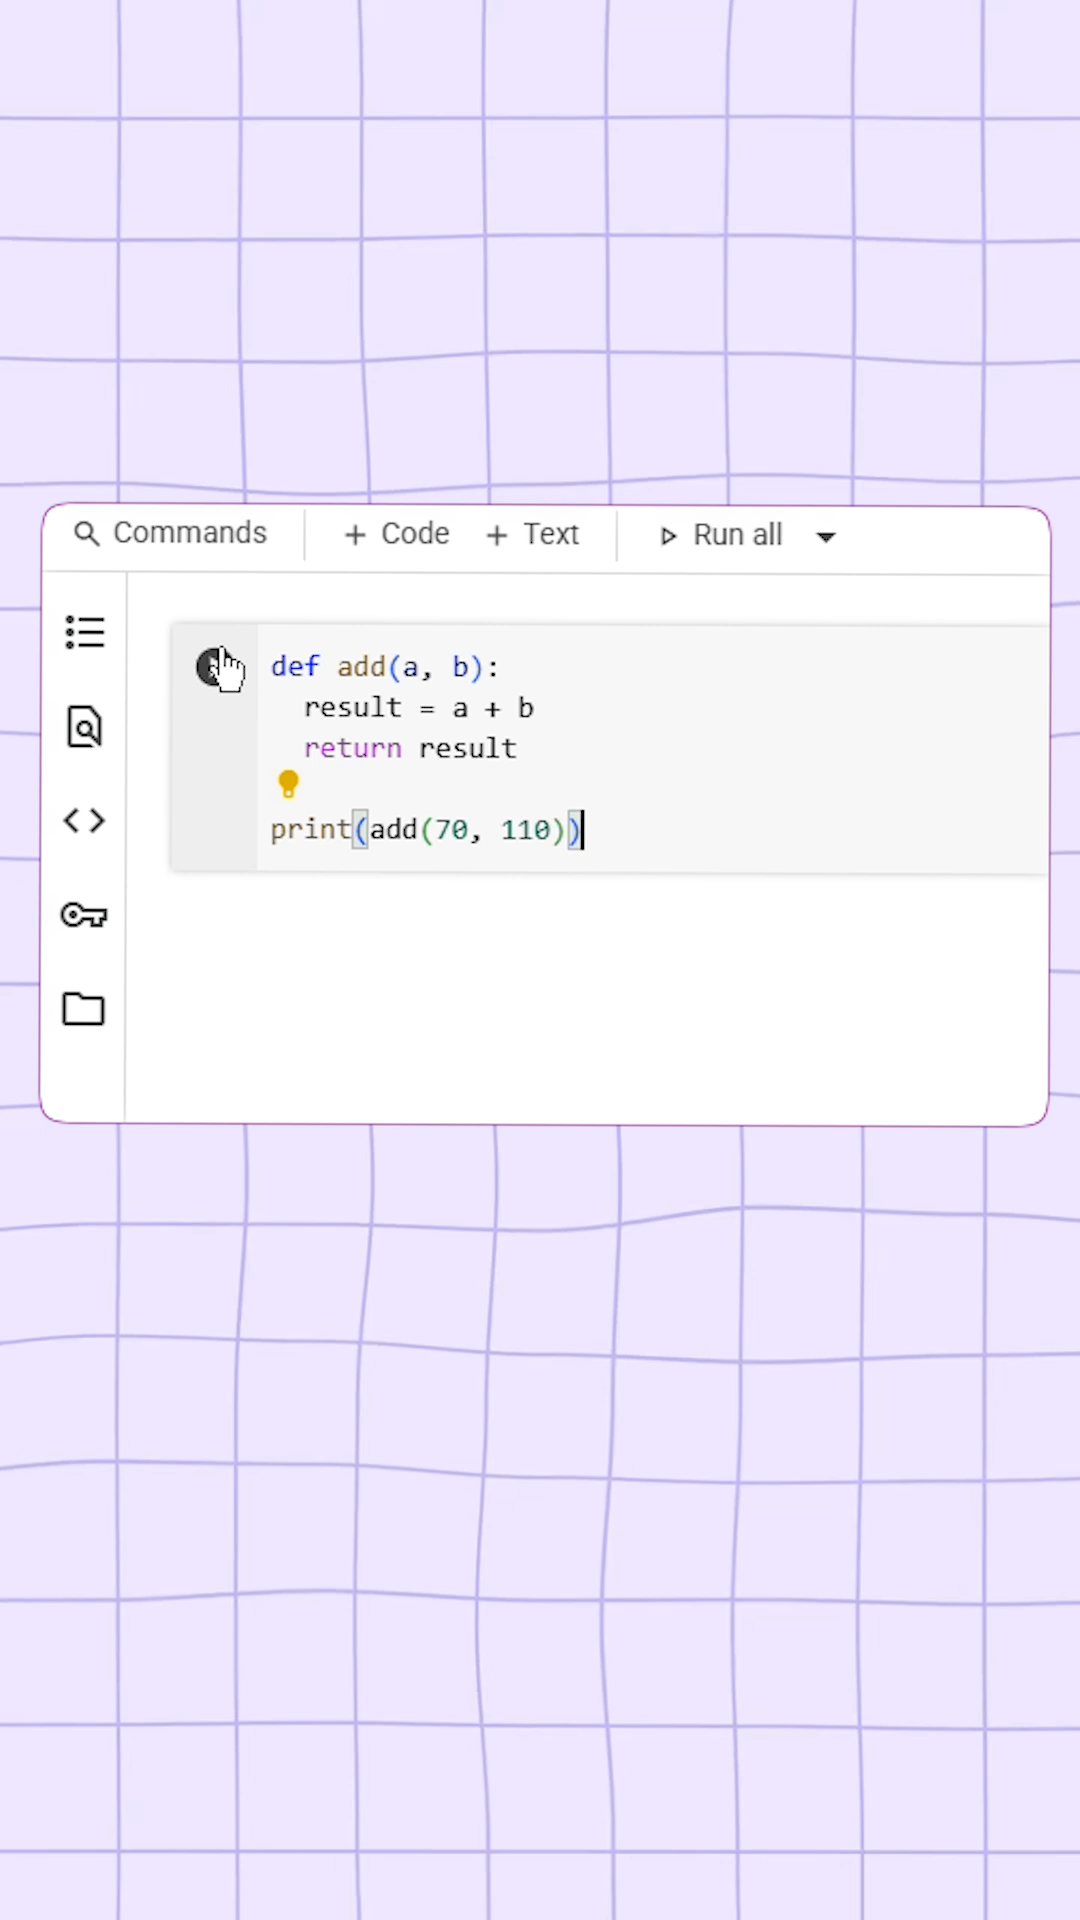 Commands + Code + Text Run all
def add(a, b):
  result = a + b
  return result
print(add(70, 110))